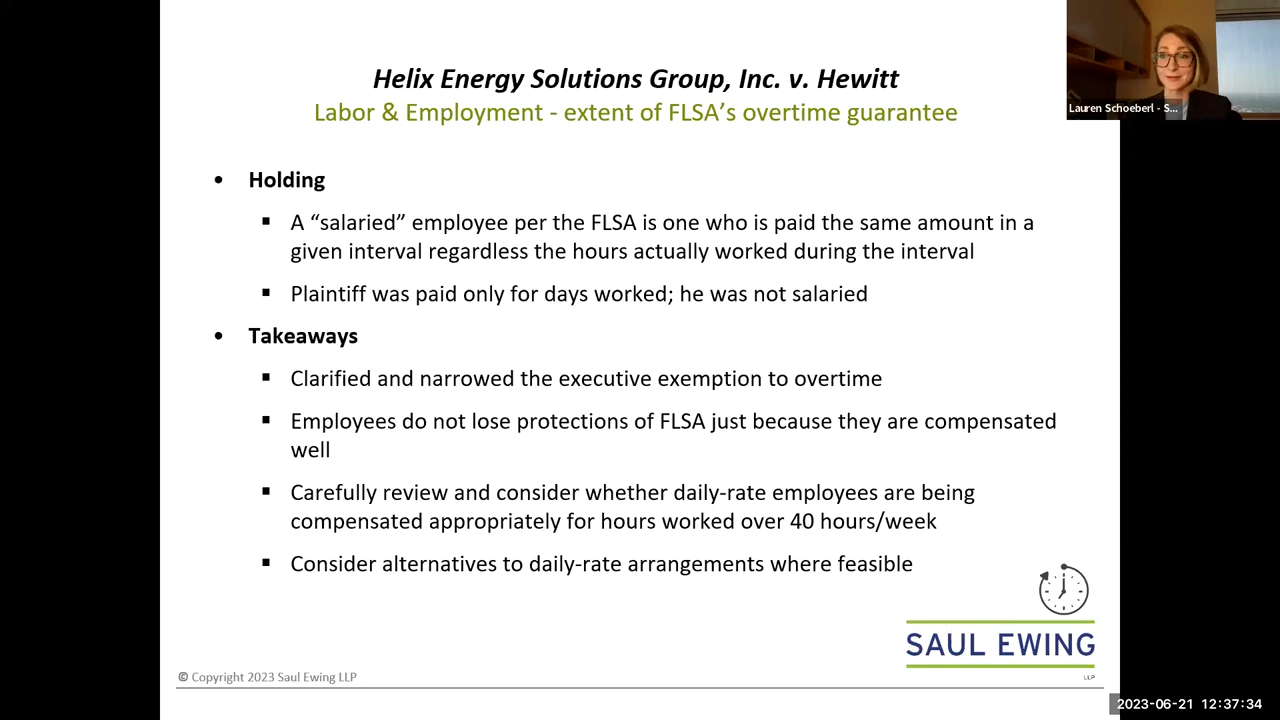 Helix Energy Solutions Group, Inc. v. Hewitt
Labor & Employment - extent of FLSA’s overtime guarantee
Lauren Schoeberl - S...
• Holding
▪ A “salaried” employee per the FLSA is one who is paid the same amount in a
given interval regardless the hours actually worked during the interval
▪ Plaintiff was paid only for days worked; he was not salaried
• Takeaways
▪ Clarified and narrowed the executive exemption to overtime
▪ Employees do not lose protections of FLSA just because they are compensated
well
▪ Carefully review and consider whether daily-rate employees are being
compensated appropriately for hours worked over 40 hours/week
▪ Consider alternatives to daily-rate arrangements where feasible
SAUL EWING
LLP
© Copyright 2023 Saul Ewing LLP
2023-06-21 12:37:34